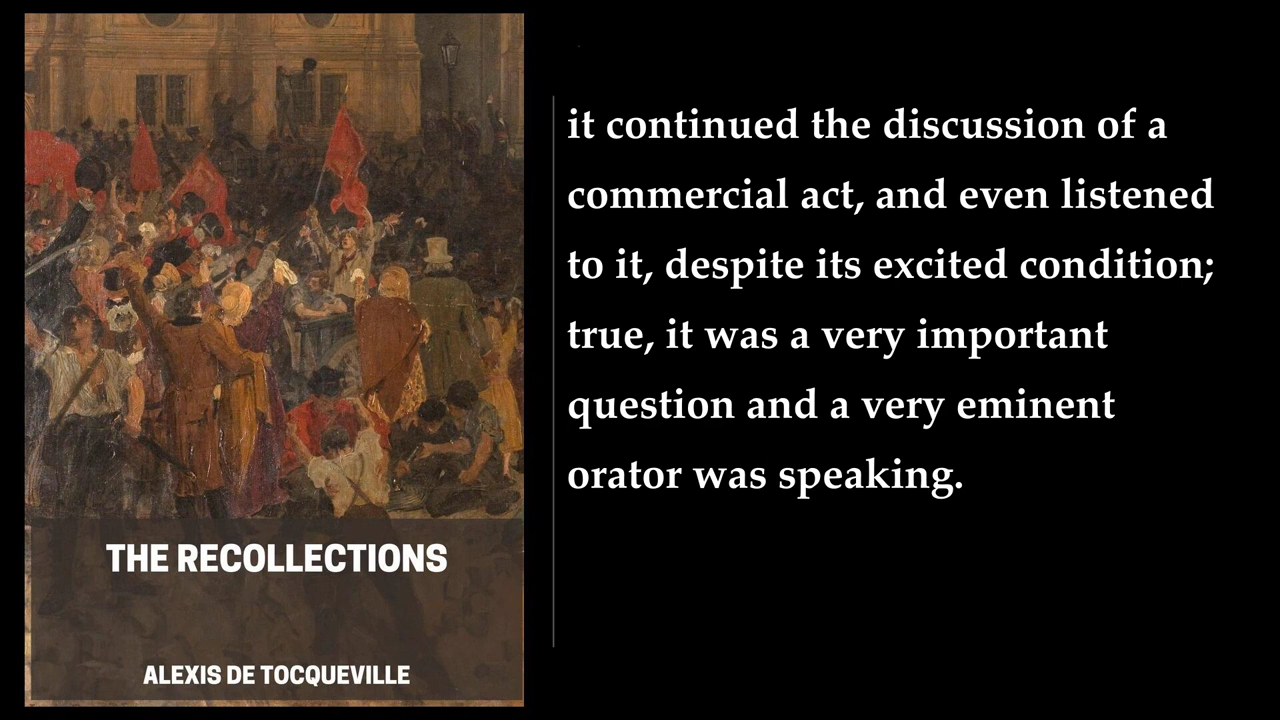 THE RECOLLECTIONS
ALEXIS DE TOCQUEVILLE
it continued the discussion of a
commercial act, and even listened
to it, despite its excited condition;
true, it was a very important
question and a very eminent
orator was speaking.